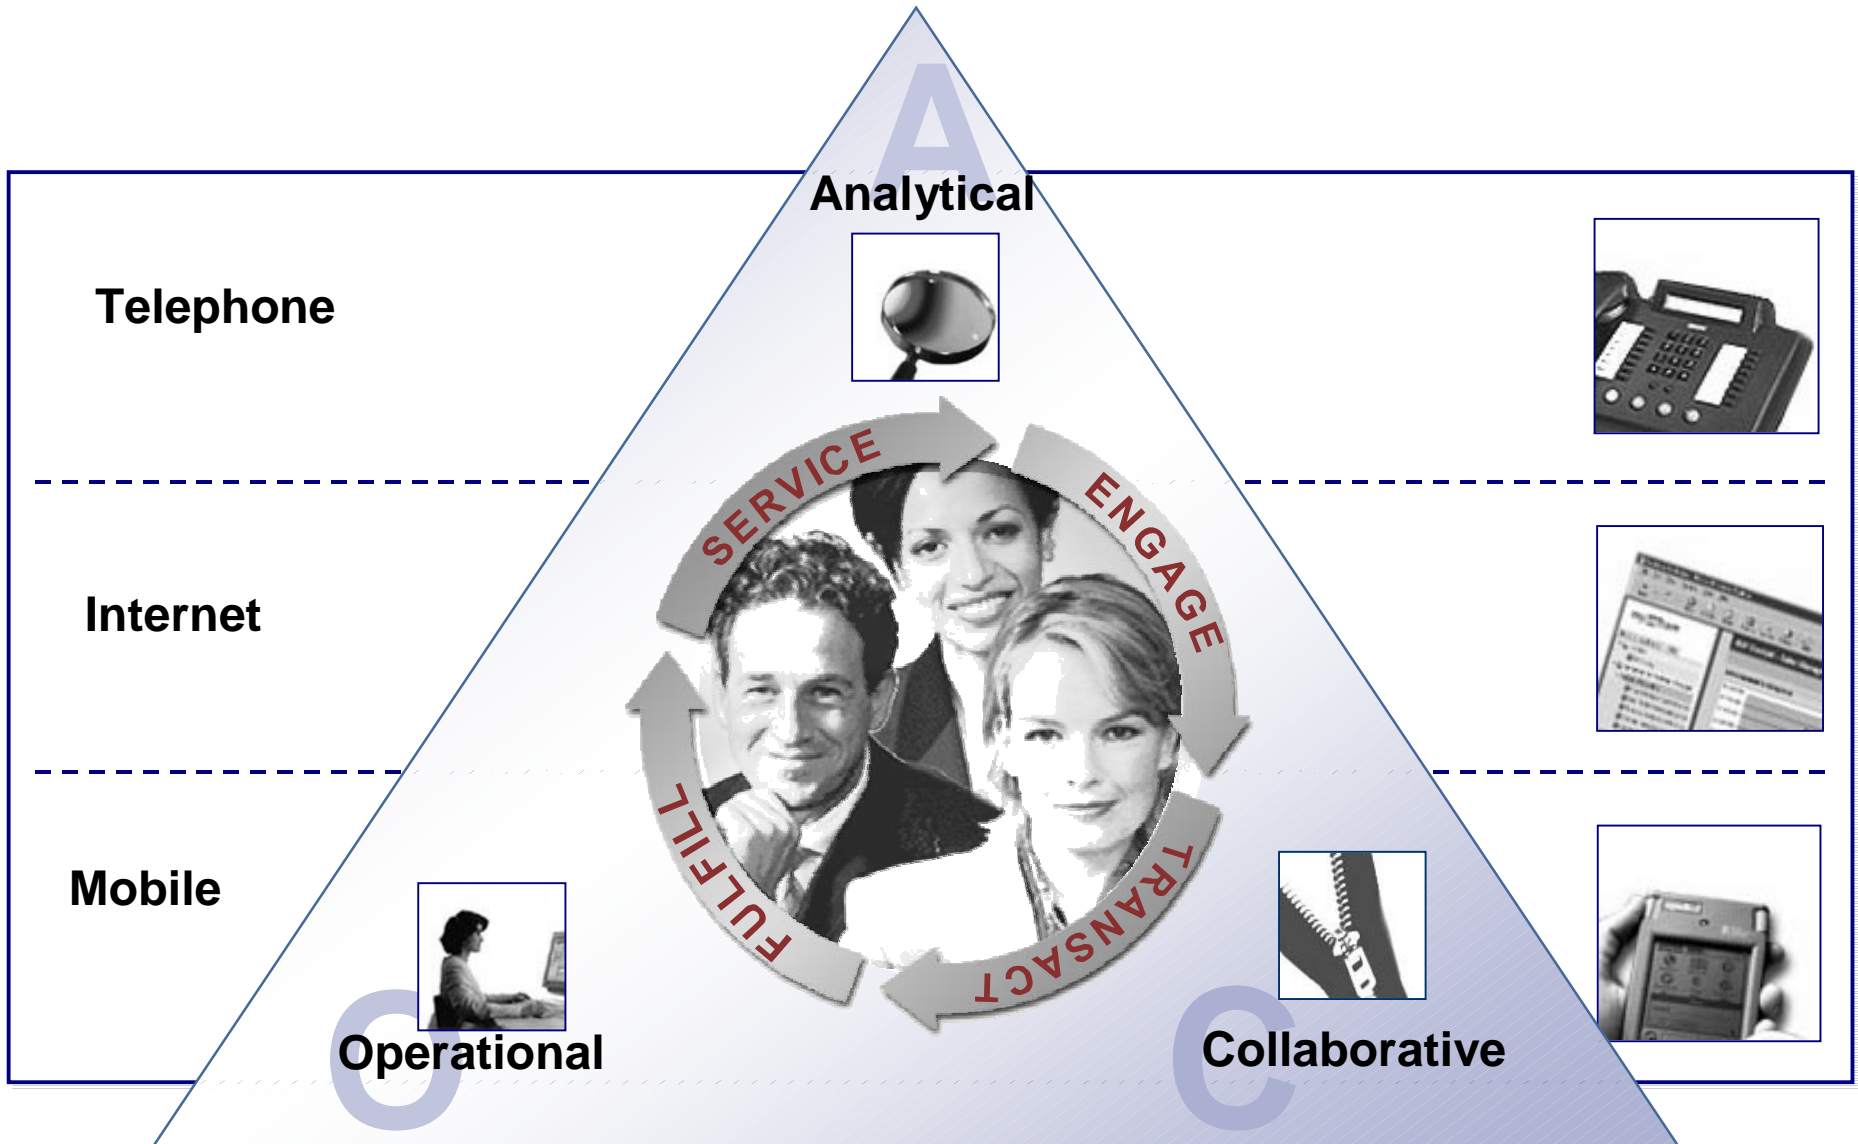 A
Analytical
Telephone
SERVICE
ENGAGE
Internet
Mobile
FULFILL
TRANSACT
O
Operational
C
Collaborative